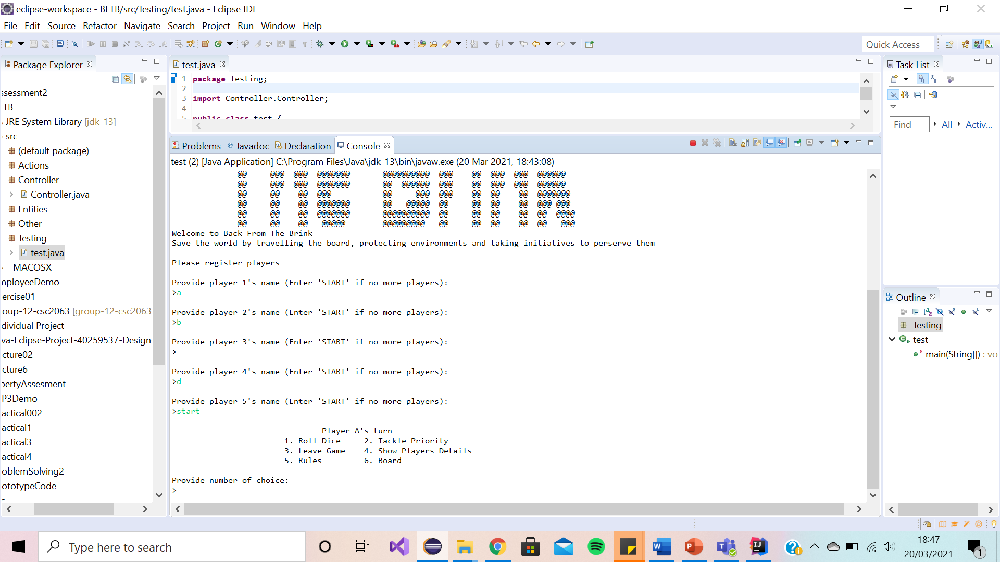 eclipse-workspace - BFTB/src/Testing/test.java - Eclipse IDE
File Edit Source Refactor Navigate Search Project Run Window Help
Quick Access
Package Explorer
ssessment2
FTB
JRE System Library [jdk-13]
src
(default package)
Actions
Controller
Controller.java
Entities
Other
Testing
test.java
__MACOSX
mployeeDemo
ercise01
oup-12-csc2063 [group-12-csc2063
dividual Project
va-Eclipse-Project-40259537-Design-
cture02
cture6
pertyAssesment
P3Demo
actical002
actical1
actical3
actical4
oblemSolving2
ototypeCode
test.java
1 package Testing;
2
3 import Controller.Controller;
4
5 public class test {
Problems Javadoc Declaration Console
test (2) [Java Application] C:\Program Files\Java\jdk-13\bin\javaw.exe (20 Mar 2021, 18:43:08)
THE BRINK
Welcome to Back From The Brink
Save the world by travelling the board, protecting environments and taking initiatives to perserve them
Please register players
Provide player 1's name (Enter 'START' if no more players):
>a
Provide player 2's name (Enter 'START' if no more players):
>b
Provide player 3's name (Enter 'START' if no more players):
>
Provide player 4's name (Enter 'START' if no more players):
>d
Provide player 5's name (Enter 'START' if no more players):
>start
Player A's turn
1. Roll Dice 2. Tackle Priority
3. Leave Game 4. Show Players Details
5. Rules 6. Board
Provide number of choice:
>
Task List
Find All Activ...
Outline
Testing
test
main(String[]) : vo
Type here to search
18:47
20/03/2021
1